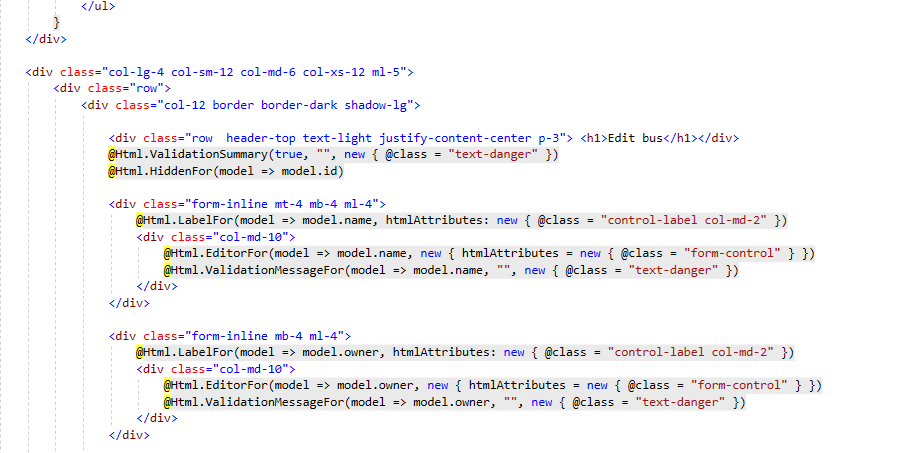 </ul>
}
</div>
<div class="col-lg-4 col-sm-12 col-md-6 col-xs-12 ml-5">
<div class="row">
<div class="col-12 border border-dark shadow-lg">
<div class="row  header-top text-light justify-content-center p-3"> <h1>Edit bus</h1></div>
@Html.ValidationSummary(true, "", new { @class = "text-danger" })
@Html.HiddenFor(model => model.id)
<div class="form-inline mt-4 mb-4 ml-4">
@Html.LabelFor(model => model.name, htmlAttributes: new { @class = "control-label col-md-2" })
<div class="col-md-10">
@Html.EditorFor(model => model.name, new { htmlAttributes = new { @class = "form-control" } })
@Html.ValidationMessageFor(model => model.name, "", new { @class = "text-danger" })
</div>
</div>
<div class="form-inline mb-4 ml-4">
@Html.LabelFor(model => model.owner, htmlAttributes: new { @class = "control-label col-md-2" })
<div class="col-md-10">
@Html.EditorFor(model => model.owner, new { htmlAttributes = new { @class = "form-control" } })
@Html.ValidationMessageFor(model => model.owner, "", new { @class = "text-danger" })
</div>
</div>